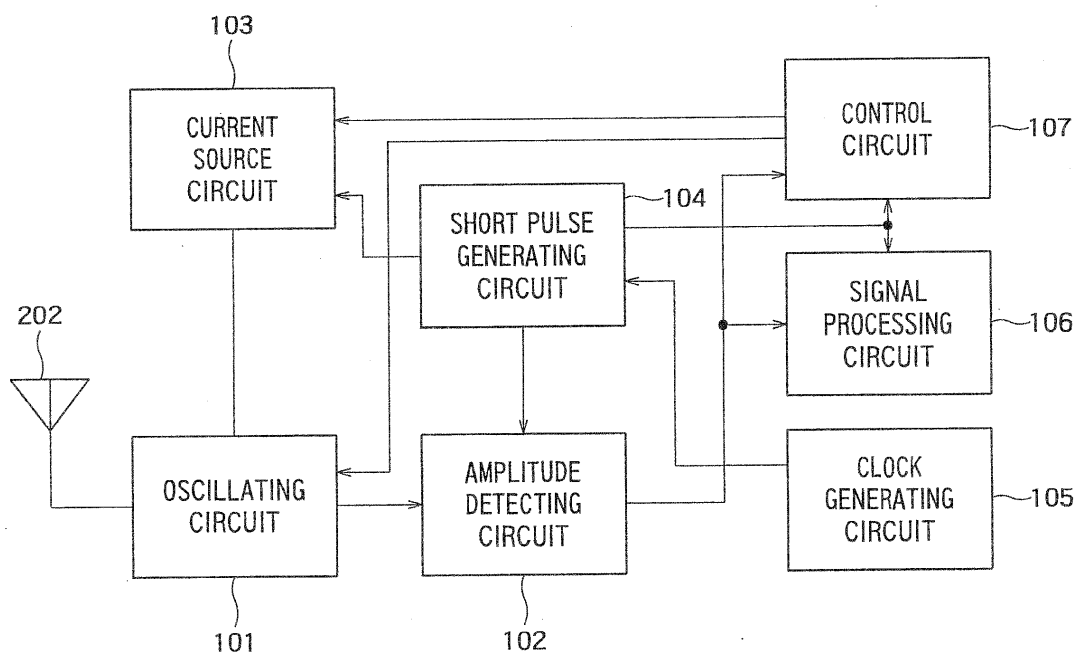 103
CURRENT
SOURCE
CIRCUIT
CONTROL
CIRCUIT
107
104
SHORT PULSE
GENERATING
CIRCUIT
SIGNAL
PROCESSING
CIRCUIT
106
202
OSCILLATING
CIRCUIT
101
AMPLITUDE
DETECTING
CIRCUIT
102
CLOCK
GENERATING
CIRCUIT
105